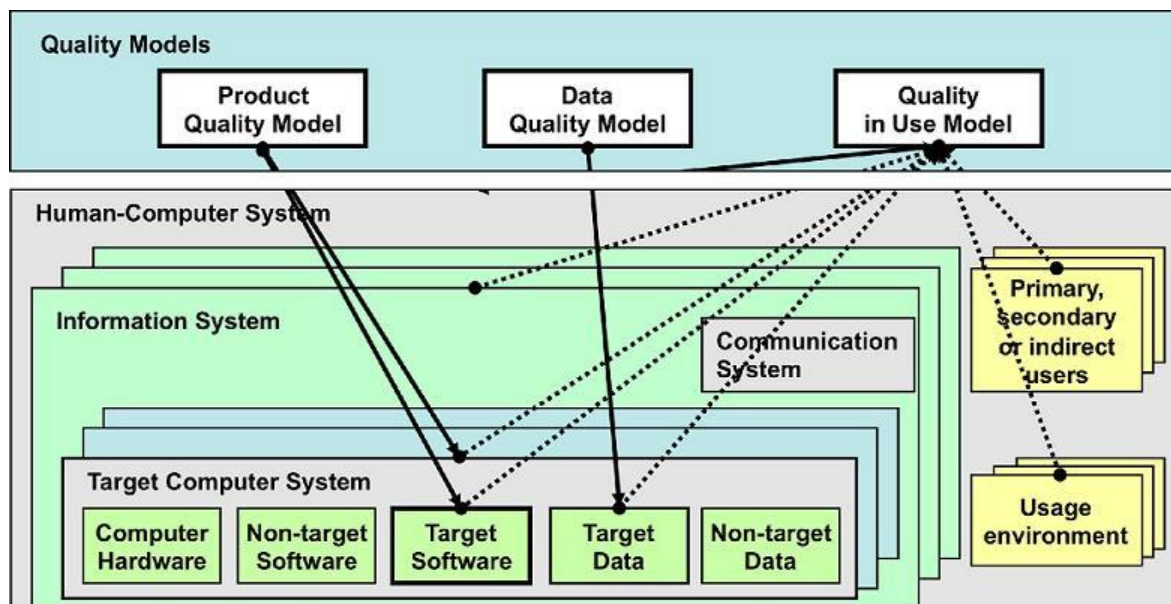 Quality Models
Product
Quality Model
Data
Quality Model
Quality
in Use Model
Human-Computer System
Information System
Communication
System
Primary,
secondary
or indirect
users
Target Computer System
Computer
Hardware
Non-target
Software
Target
Software
Target
Data
Non-target
Data
Usage
environment